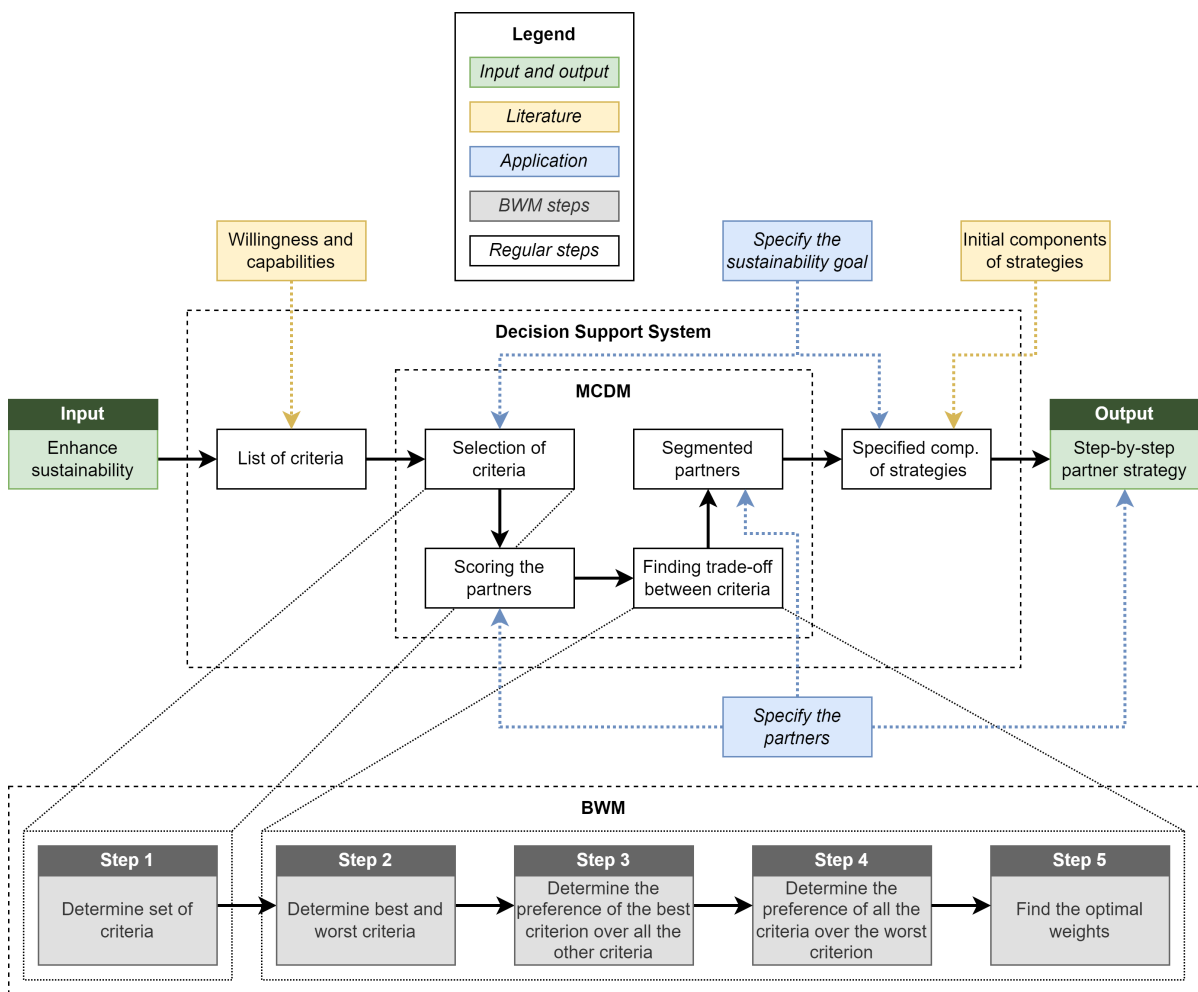 Legend
Input and output
Literature
Application
BWM steps
Regular steps
Willingness and
capabilities
Specify the
sustainability goal
Initial components
of strategies
Decision Support System
MCDM
Input
Enhance
sustainability
List of criteria
Selection of
criteria
Segmented
partners
Specified comp.
of strategies
Output
Step-by-step
partner strategy
Scoring the
partners
Finding trade-off
between criteria
Specify the
partners
BWM
Step 1
Determine set of
criteria
Step 2
Determine best and
worst criteria
Step 3
Determine the
preference of the best
criterion over all the
other criteria
Step 4
Determine the
preference of all the
criteria over the worst
criterion
Step 5
Find the optimal
weights